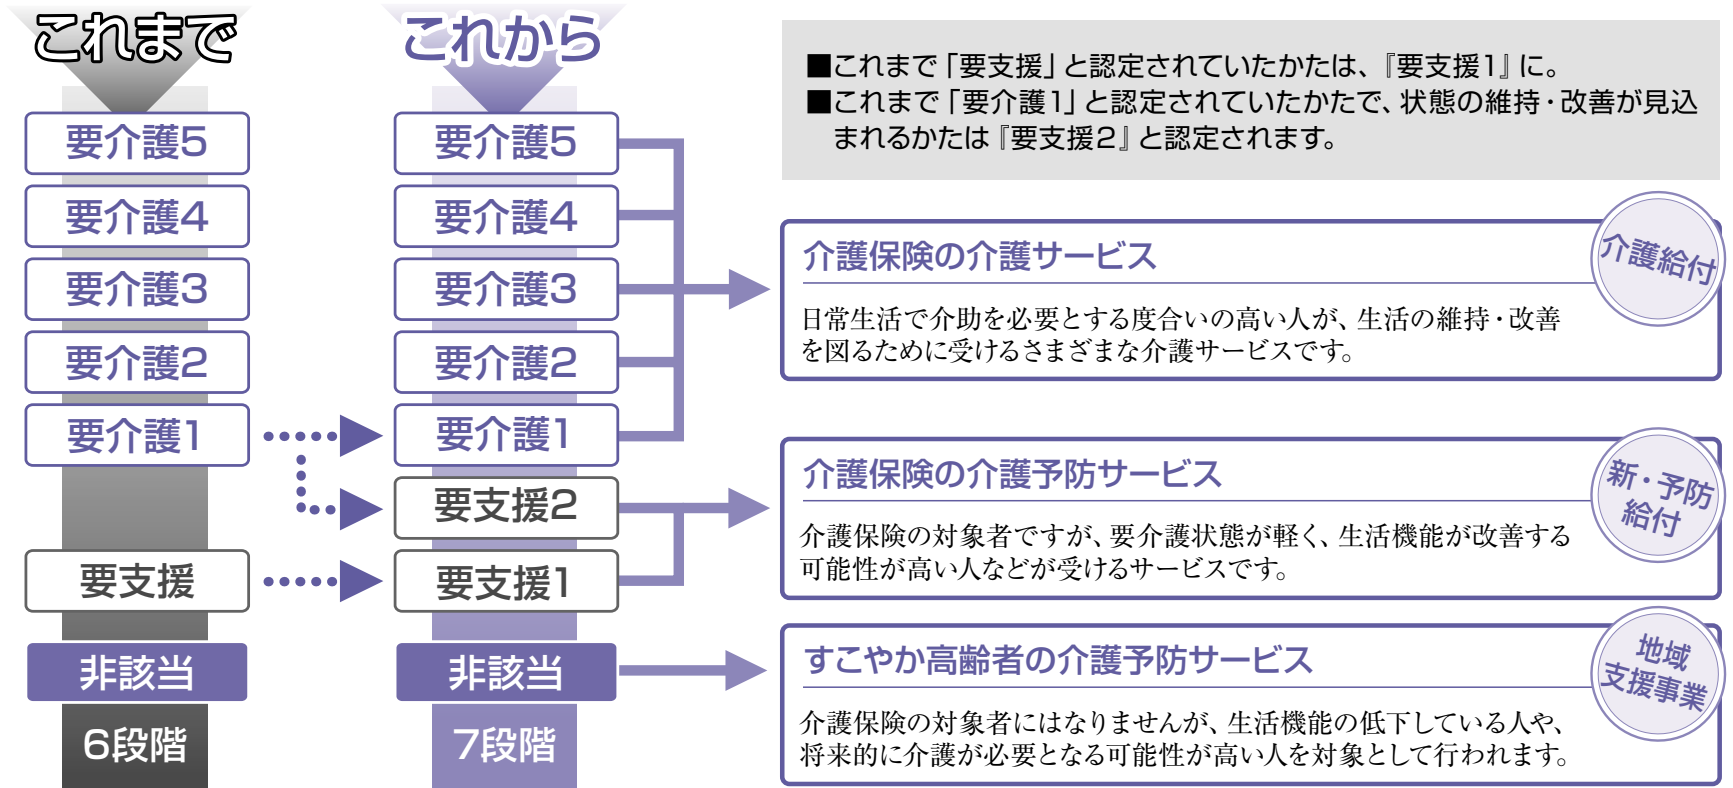 これまで
要介護5
要介護4
要介護3
要介護2
要介護1
要支援
非該当
6段階
これから
要介護5
要介護4
要介護3
要介護2
要介護1
要支援2
要支援1
非該当
7段階
■これまで「要支援」と認定されていたかたは、『要支援1』に。
■これまで「要介護1」と認定されていたかたで、状態の維持・改善が見込
まれるかたは『要支援2』と認定されます。
介護保険の介護サービス
介護給付
日常生活で介助を必要とする度合いの高い人が、生活の維持・改善
を図るために受けるさまざまな介護サービスです。
介護保険の介護予防サービス
新・予防
給付
介護保険の対象者ですが、要介護状態が軽く、生活機能が改善する
可能性が高い人などが受けるサービスです。
すこやか高齢者の介護予防サービス
地域
支援事業
介護保険の対象者にはなりませんが、生活機能の低下している人や、
将来的に介護が必要となる可能性が高い人を対象として行われます。